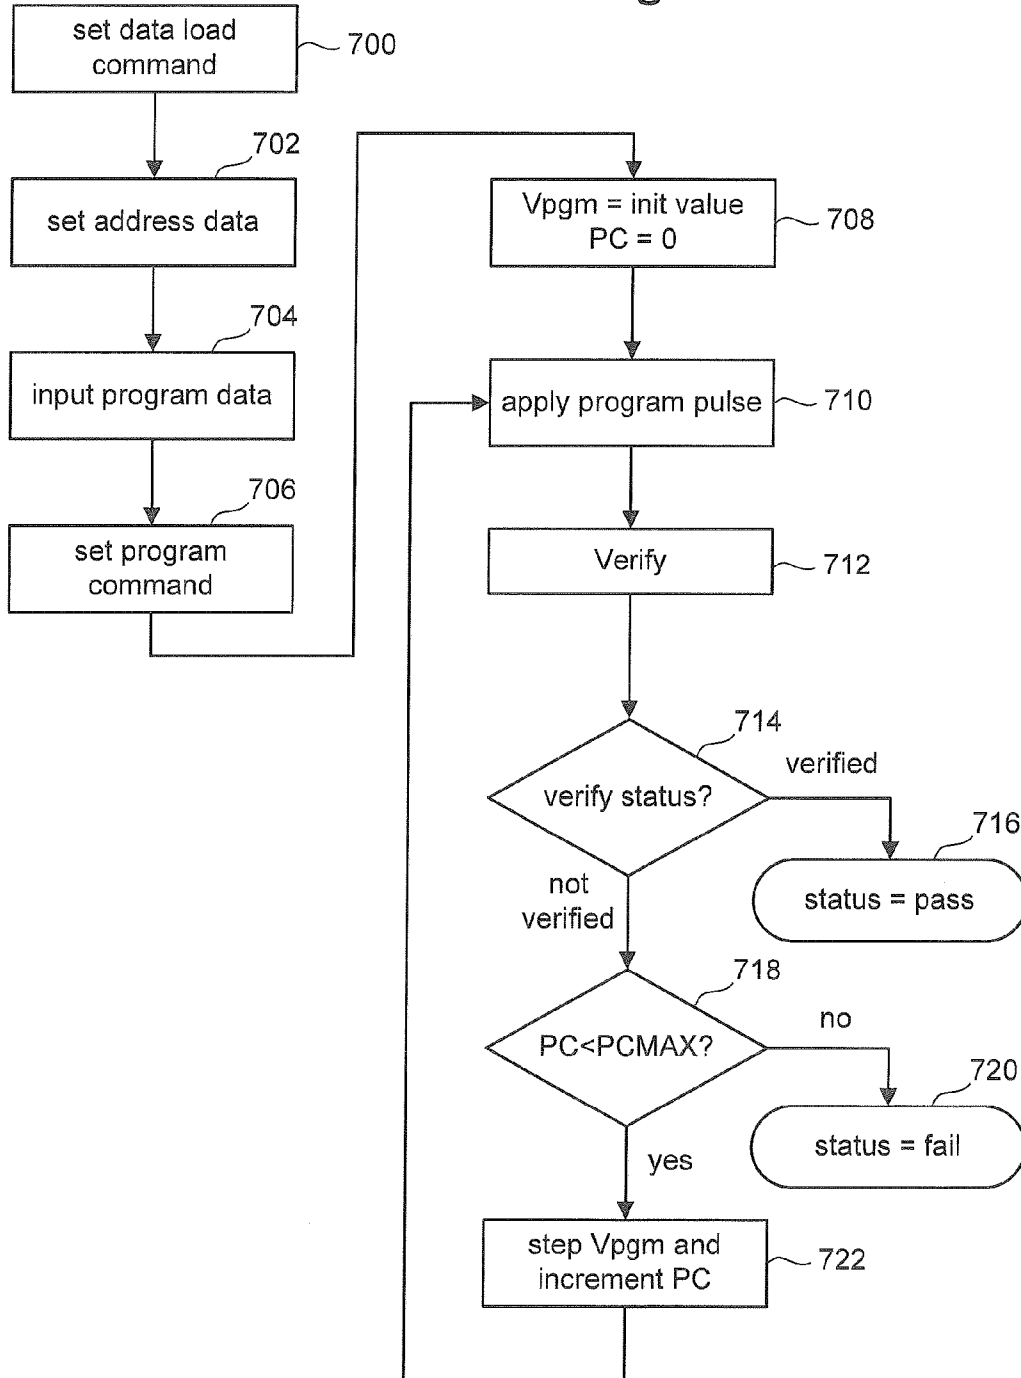 set data load
command
700
702
set address data
704
input program data
706
set program
command
Vpgm = init value
PC = 0
708
apply program pulse
710
Verify
712
714
verify status?
verified
716
status = pass
not
verified
718
PC<PCMAX?
no
720
status = fail
yes
step Vpgm and
increment PC
722